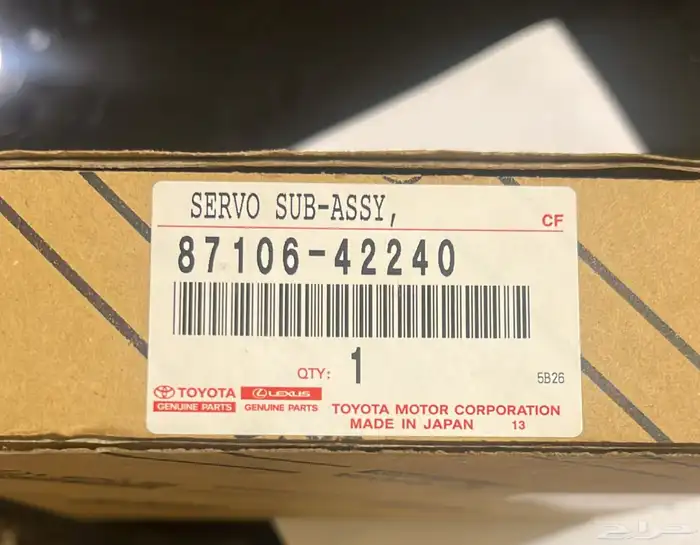 SERVO SUB-ASSY,
CF
87106-42240
QTY: 1
5B26
TOYOTA LEXUS
GENUINE PARTS GENUINE PARTS
TOYOTA MOTOR CORPORATION
MADE IN JAPAN 13
حراج